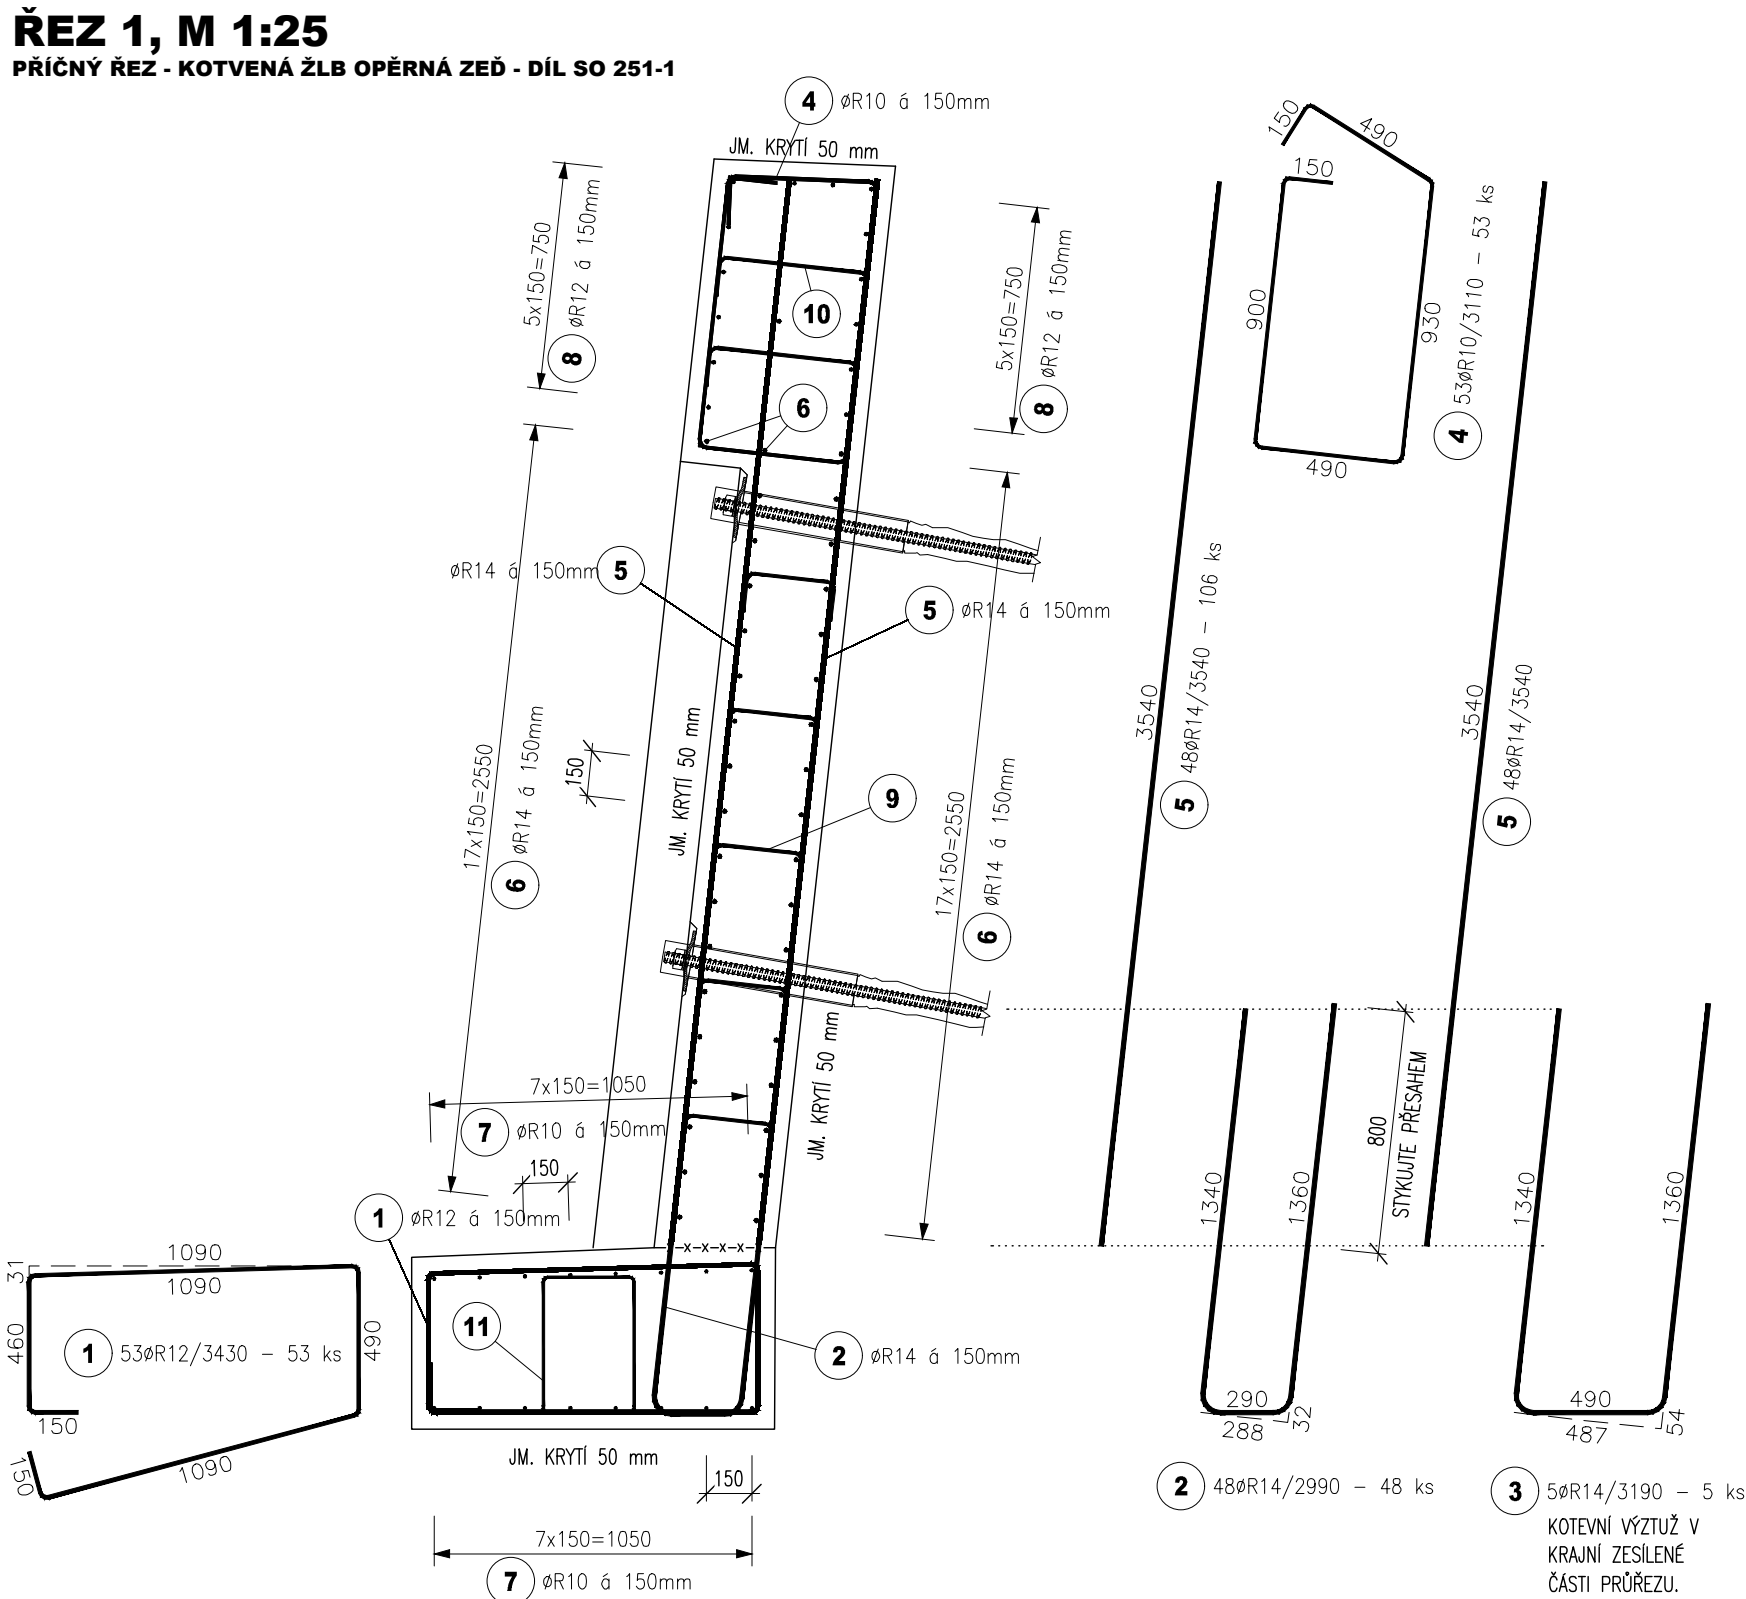 ŘEZ 1, M 1:25
PŘÍČNÝ ŘEZ - KOTVENÁ ŽLB OPĚRNÁ ZEĎ - DÍL SO 251-1
4 øR10 á 150mm
JM. KRYTÍ 50 mm
5x150=750
8 øR12 á 150mm
5x150=750
8 øR12 á 150mm
10
6
150
490
150
900
930
490
4 53øR10/3110 – 53 ks
17x150=2550
6 øR14 á 150mm
150
øR14 á 150mm 5
5 øR14 á 150mm
JM. KRYTÍ 50 mm
9
17x150=2550
6 øR14 á 150mm
3540
5 48øR14/3540 – 106 ks
3540
5 48øR14/3540
JM. KRYTÍ 50 mm
7x150=1050
7 øR10 á 150mm
150
1 øR12 á 150mm
800
STYKUJTE PŘESAHEM
1340
1360
1340
1360
1090
31
1090
460
490
1 53øR12/3430 – 53 ks
150
150
1090
11
2 øR14 á 150mm
290
288
32
490
487
54
JM. KRYTÍ 50 mm
150
7x150=1050
7 øR10 á 150mm
2 48øR14/2990 – 48 ks
3 5øR14/3190 – 5 ks
KOTEVNÍ VÝZTUŽ V
KRAJNÍ ZESÍLENÉ
ČÁSTI PRŮŘEZU.